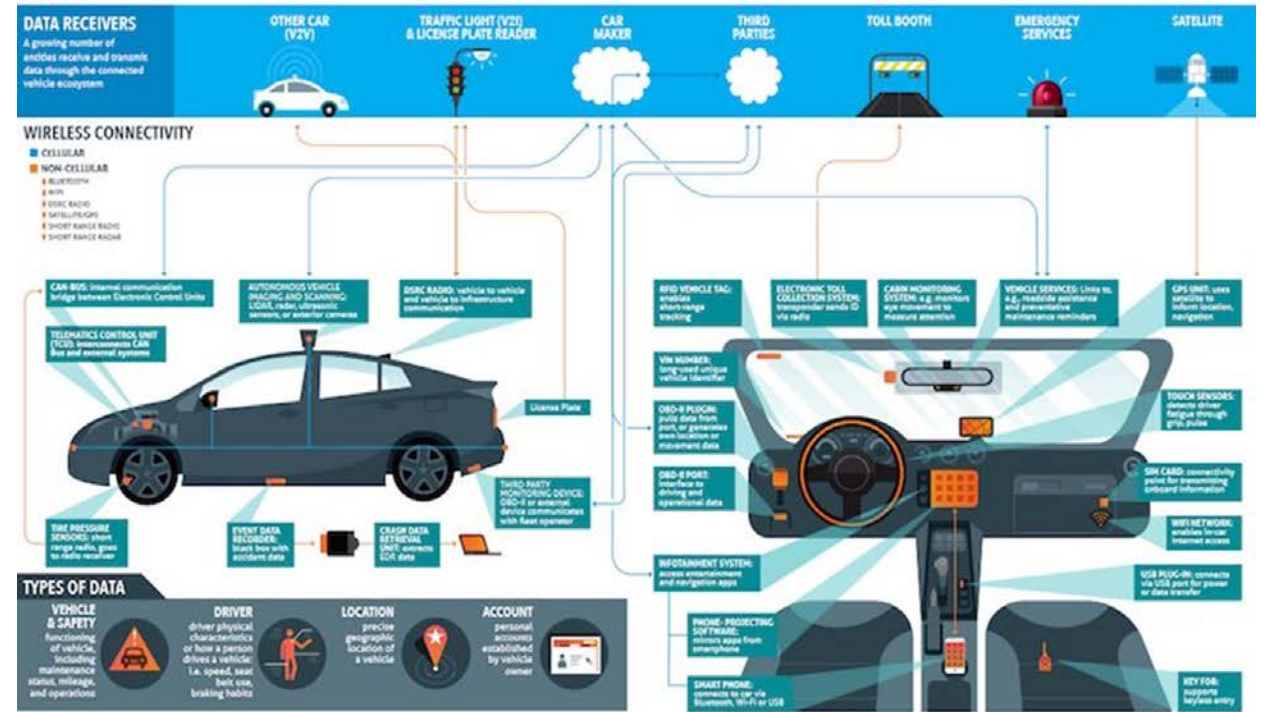 DATA RECEIVERS
A growing number of
entities receive and transmit
data through the connected
vehicle ecosystem
OTHER CAR
(V2V)
TRAFFIC LIGHT (V2I)
& LICENSE PLATE READER
CAR
MAKER
THIRD
PARTIES
TOLL BOOTH
EMERGENCY
SERVICES
SATELLITE
WIRELESS CONNECTIVITY
CELLULAR
NON-CELLULAR
BLUETOOTH
WIFI
DSRC RADIO
SATELLITE/GPS
SHORT RANGE RADIO
SHORT RANGE RADAR
CAN-BUS: internal communication
bridge between Electronic Control Units
AUTONOMOUS VEHICLE
IMAGING AND SCANNING:
LIDAR, radar, ultrasonic
sensors, or exterior cameras
DSRC RADIO: vehicle to vehicle
and vehicle to infrastructure
communication
TELEMATICS CONTROL UNIT
(TCU): interconnects CAN
Bus and external systems
License Plate
THIRD PARTY
MONITORING DEVICE:
OBD-II or external
device communicates
with fleet operator
TIRE PRESSURE
SENSORS: short
range radio, goes
to radio receiver
EVENT DATA
RECORDER:
black box with
accident data
CRASH DATA
RETRIEVAL
UNIT: extracts
EDR data
RFID VEHICLE TAG:
enables
short-range
tracking
ELECTRONIC TOLL
COLLECTION SYSTEM:
transponder sends ID
via radio
CABIN MONITORING
SYSTEM: e.g. monitors
eye movement to
measure attention
VEHICLE SERVICES: Links to,
e.g., roadside assistance
and preventative
maintenance reminders
GPS UNIT: uses
satellite to
inform location,
navigation
VIN NUMBER:
long-used unique
vehicle identifier
OBD-II PLUGIN:
pulls data from
port, or generates
own location or
movement data
OBD-II PORT:
interface to
driving and
operational data
TOUCH SENSORS:
detects driver
fatigue through
grip, pulse
SIM CARD: connectivity
point for transmitting
onboard information
WIFI NETWORK:
enables in-car
internet access
USB PLUG-IN: connects
via USB port for power
or data transfer
INFOTAINMENT SYSTEM:
access entertainment
and navigation apps
PHONE-PROJECTING
SOFTWARE:
mirrors apps from
smartphone
SMART PHONE:
connects to car via
Bluetooth, Wi-Fi or USB
KEY FOB:
supports
keyless entry
TYPES OF DATA
VEHICLE
& SAFETY
functioning
of vehicle,
including
maintenance
status, mileage,
and operations
DRIVER
driver physical
characteristics
or how a person
drives a vehicle:
i.e. speed, seat
belt use,
braking habits
LOCATION
precise
geographic
location of
a vehicle
ACCOUNT
personal
accounts
established
by vehicle
owner